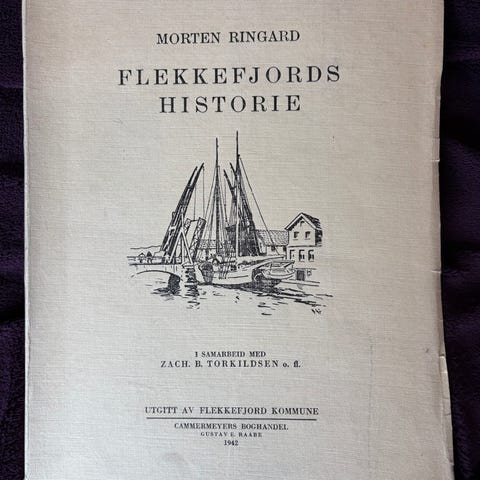 MORTEN RINGARD
FLEKKEFJORDS
HISTORIE
I SAMARBEID MED
ZACH. B. TORKILDSEN o. fl.
UTGITT AV FLEKKEFJORD KOMMUNE
CAMMERMEYERS BOGHANDEL
GUSTAV E. RAABE
1942